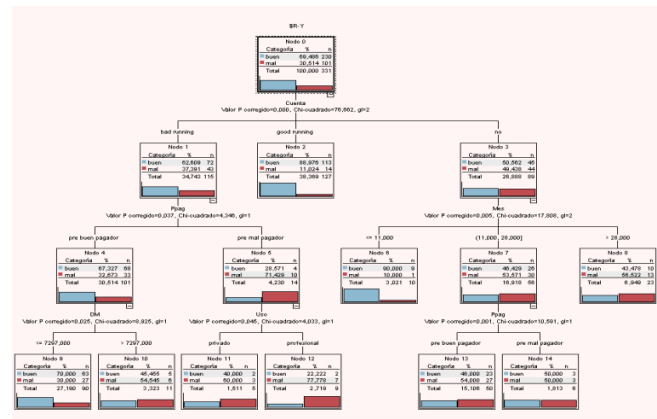 SR-Y
Nodo 0
Categoría % n
buen 69,486 230
mal 30,514 101
Total 100,000 331
Cuenta
Valor P corregido=0,000, Chi-cuadrado=76,662, gl=2
bad running
good running
no
Nodo 1
Categoría % n
buen 62,609 72
mal 37,391 43
Total 34,743 115
Nodo 2
Categoría % n
buen 88,976 113
mal 11,024 14
Total 38,369 127
Nodo 3
Categoría % n
buen 50,562 45
mal 49,438 44
Total 26,888 89
Ppag
Valor P corregido=0,037, Chi-cuadrado=4,346, gl=1
Mes
Valor P corregido=0,005, Chi-cuadrado=17,808, gl=2
pre buen pagador
pre mal pagador
<= 11,000
(11,000, 28,000]
> 28,000
Nodo 4
Categoría % n
buen 67,327 68
mal 32,673 33
Total 30,514 101
Nodo 5
Categoría % n
buen 28,571 4
mal 71,429 10
Total 4,230 14
Nodo 6
Categoría % n
buen 90,000 9
mal 10,000 1
Total 3,021 10
Nodo 7
Categoría % n
buen 46,429 26
mal 53,571 30
Total 16,918 56
Nodo 8
Categoría % n
buen 43,478 10
mal 56,522 13
Total 6,949 23
DM
Valor P corregido=0,025, Chi-cuadrado=8,925, gl=1
Uso
Valor P corregido=0,045, Chi-cuadrado=4,033, gl=1
Ppag
Valor P corregido=0,001, Chi-cuadrado=10,591, gl=1
<= 7297,000
> 7297,000
privado
profesional
pre buen pagador
pre mal pagador
Nodo 9
Categoría % n
buen 70,000 63
mal 30,000 27
Total 27,190 90
Nodo 10
Categoría % n
buen 45,455 5
mal 54,545 6
Total 3,323 11
Nodo 11
Categoría % n
buen 40,000 2
mal 60,000 3
Total 1,511 5
Nodo 12
Categoría % n
buen 22,222 2
mal 77,778 7
Total 2,719 9
Nodo 13
Categoría % n
buen 46,000 23
mal 54,000 27
Total 15,106 50
Nodo 14
Categoría % n
buen 50,000 3
mal 50,000 3
Total 1,813 6